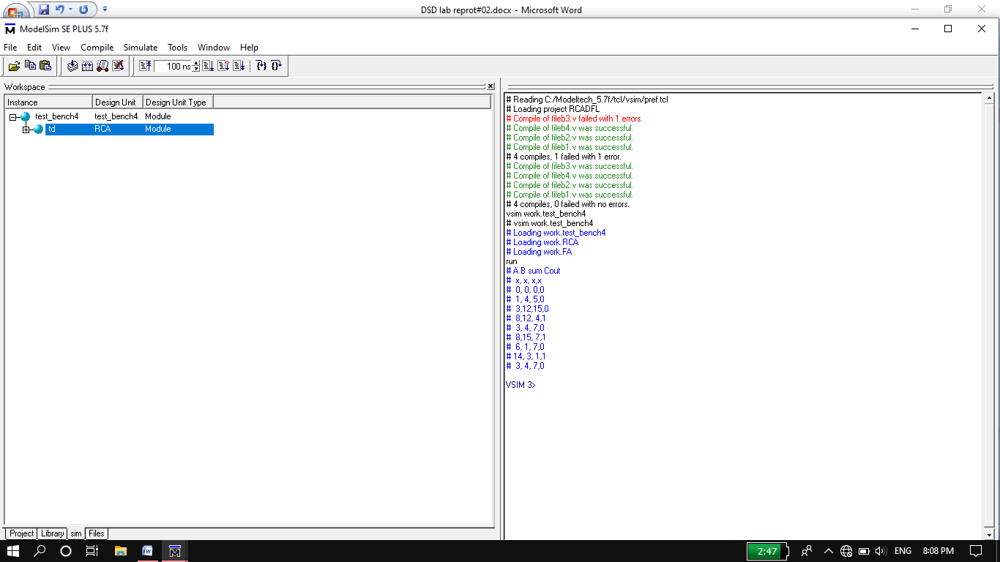 DSD lab reprot#02.docx - Microsoft Word
ModelSim SE PLUS 5.7f
File Edit View Compile Simulate Tools Window Help
100 ns
Workspace
Instance Design Unit Design Unit Type
test_bench4 test_bench4 Module
td RCA Module
Project Library sim Files
# Reading C:/Modeltech_5.7f/tcl/vsim/pref.tcl
# Loading project RCADFL
# Compile of fileb3.v failed with 1 errors.
# Compile of fileb4.v was successful.
# Compile of fileb2.v was successful.
# Compile of fileb1.v was successful.
# 4 compiles, 1 failed with 1 error.
# Compile of fileb3.v was successful.
# Compile of fileb4.v was successful.
# Compile of fileb2.v was successful.
# Compile of fileb1.v was successful.
# 4 compiles, 0 failed with no errors.
vsim work.test_bench4
# vsim work.test_bench4
# Loading work.test_bench4
# Loading work.RCA
# Loading work.FA
run
# A B sum Cout
#  x, x, x,x
#  0, 0, 0,0
#  1, 4, 5,0
#  3,12,15,0
#  8,12, 4,1
#  3, 4, 7,0
#  8,15, 7,1
#  6, 1, 7,0
# 14, 3, 1,1
#  3, 4, 7,0
VSIM 3>
2:47 ENG 8:08 PM